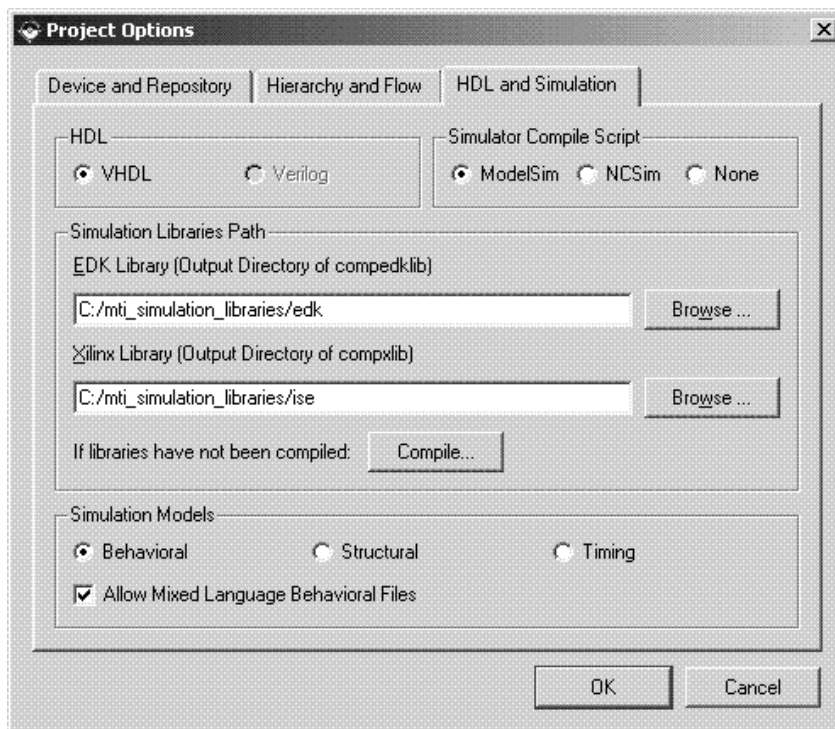 Project Options
Device and Repository Hierarchy and Flow HDL and Simulation
HDL Simulator Compile Script
VHDL Verilog ModelSim NCSim None
Simulation Libraries Path
EDK Library (Output Directory of compedklib)
C:/mti_simulation_libraries/edk Browse ...
Xilinx Library (Output Directory of compxlib)
C:/mti_simulation_libraries/ise Browse ...
If libraries have not been compiled: Compile...
Simulation Models
Behavioral Structural Timing
Allow Mixed Language Behavioral Files
OK Cancel